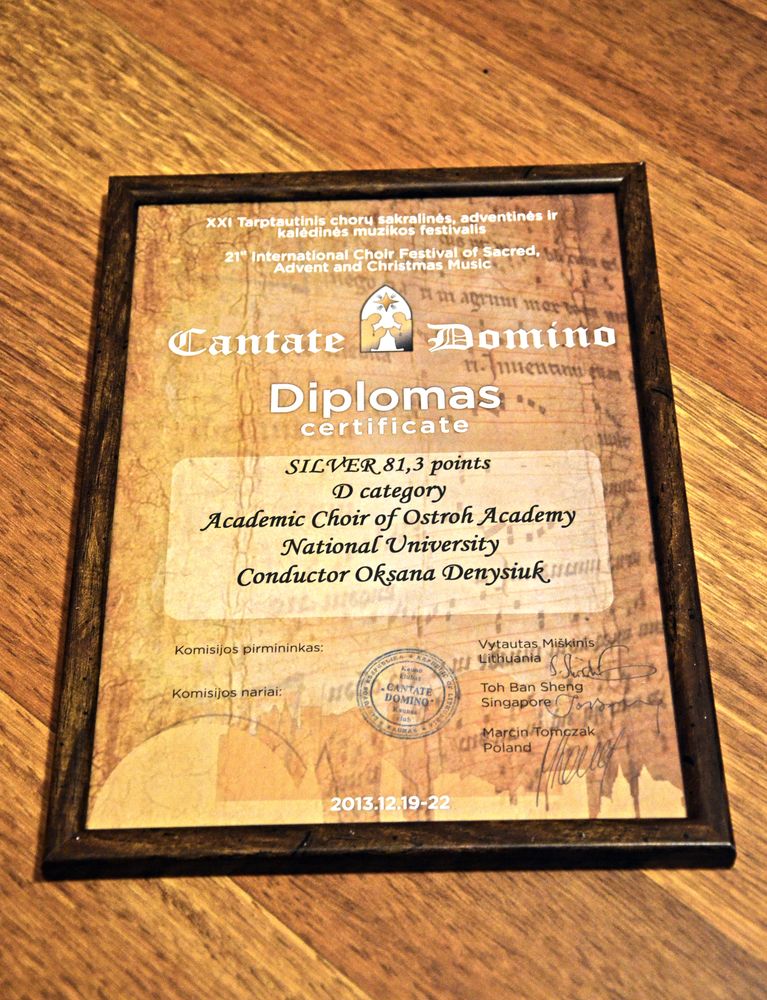 XXI Tarptautinis chorų sakralinės, adventinės ir
kalėdinės muzikos festivalis
21st International Choir Festival of Sacred,
Advent and Christmas Music
Cantate Domino
Diplomas
certificate
SILVER 81,3 points
D category
Academic Choir of Ostroh Academy
National University
Conductor Oksana Denysiuk
Komisijos pirmininkas:
Vytautas Miškinis
Lithuania
Komisijos nariai:
Toh Ban Sheng
Singapore
Marcin Tomczak
Poland
CANTATE
DOMINO
club
KAUNAS
2013.12.19-22